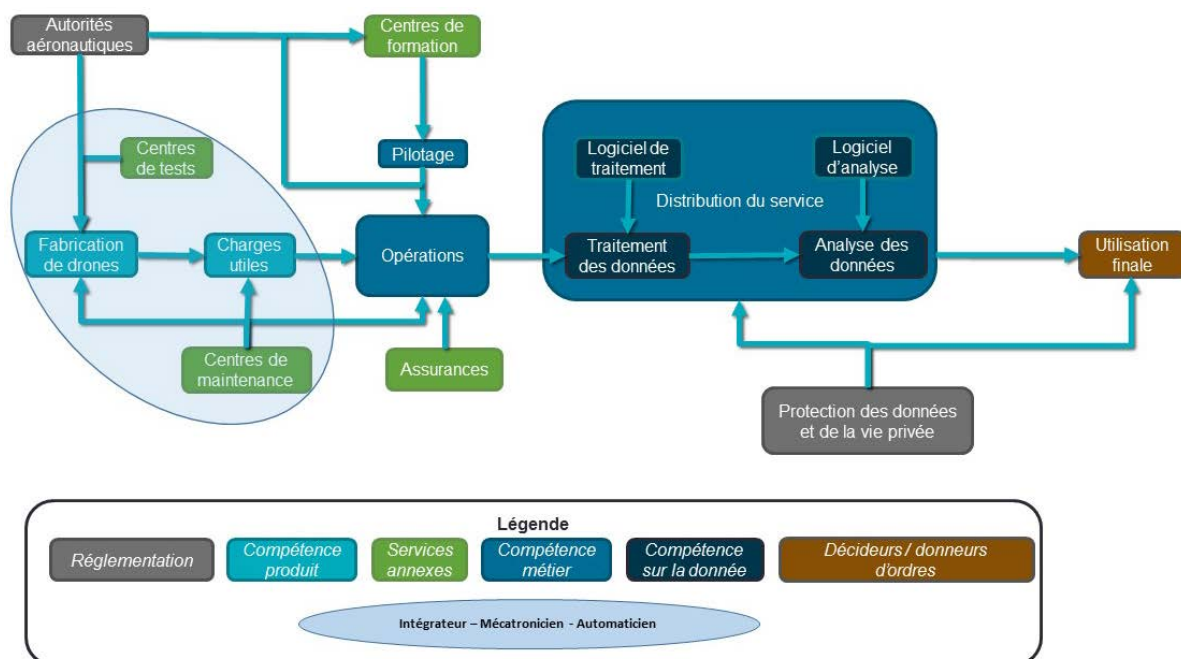 Autorités
aéronautiques
Centres de
formation
Centres
de tests
Pilotage
Logiciel de
traitement
Logiciel
d’analyse
Distribution du service
Fabrication
de drones
Charges
utiles
Opérations
Traitement
des données
Analyse des
données
Utilisation
finale
Centres de
maintenance
Assurances
Protection des données
et de la vie privée
Légende
Réglementation
Compétence
produit
Services
annexes
Compétence
métier
Compétence
sur la donnée
Décideurs / donneurs
d’ordres
Intégrateur – Mécatronicien - Automaticien